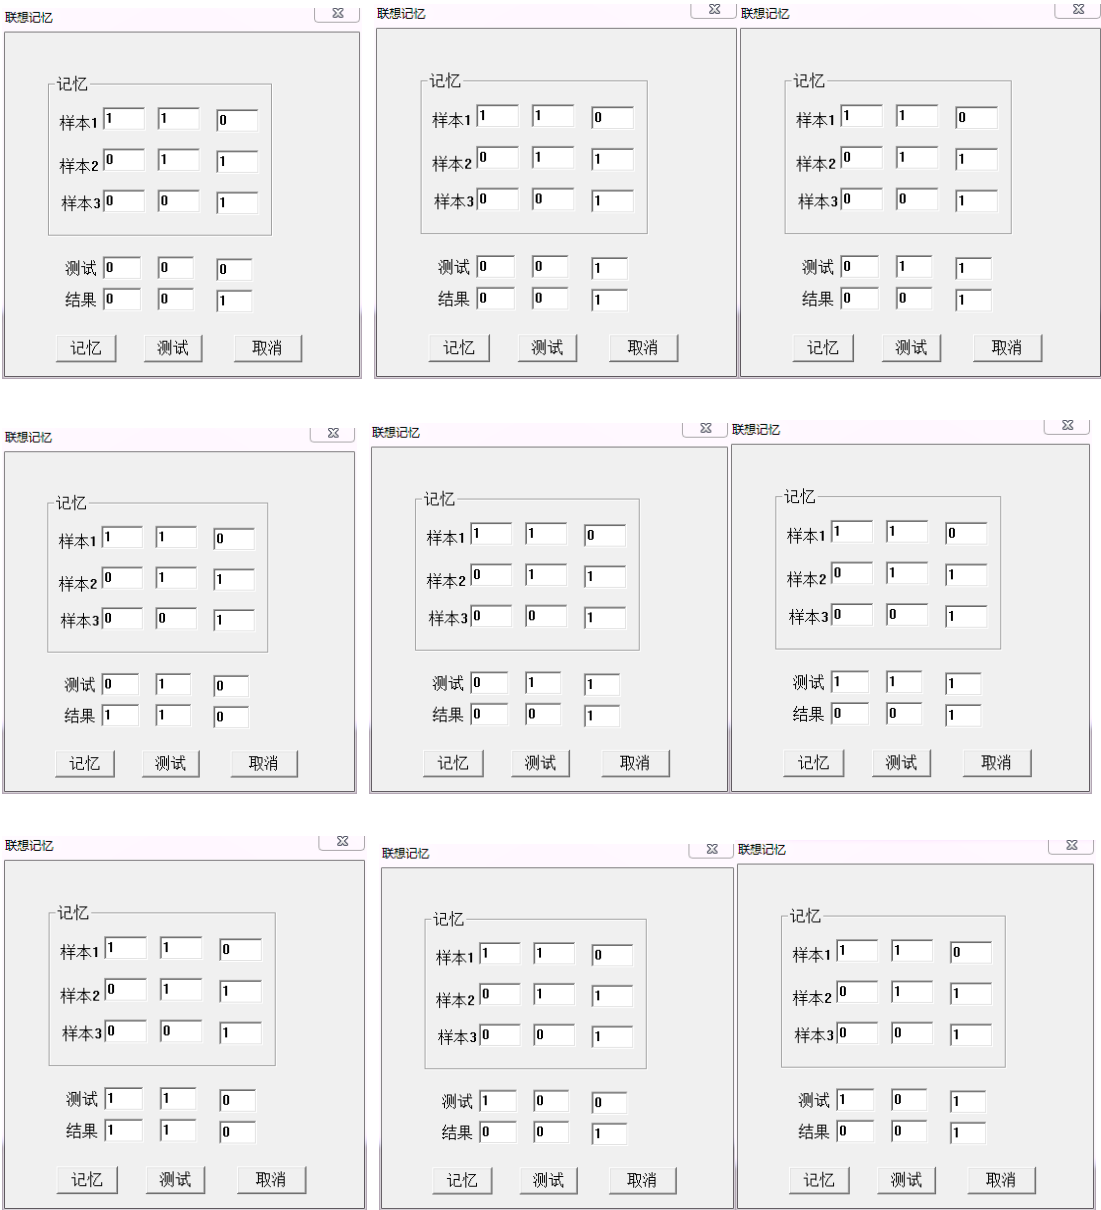 联想记忆
记忆
样本1 1 1 0
样本2 0 1 1
样本3 0 0 1
测试 0 0 0
结果 0 0 1
记忆 测试 取消
联想记忆
记忆
样本1 1 1 0
样本2 0 1 1
样本3 0 0 1
测试 0 0 1
结果 0 0 1
记忆 测试 取消
联想记忆
记忆
样本1 1 1 0
样本2 0 1 1
样本3 0 0 1
测试 0 1 1
结果 0 0 1
记忆 测试 取消
联想记忆
记忆
样本1 1 1 0
样本2 0 1 1
样本3 0 0 1
测试 0 1 0
结果 1 1 0
记忆 测试 取消
联想记忆
记忆
样本1 1 1 0
样本2 0 1 1
样本3 0 0 1
测试 0 1 1
结果 0 0 1
记忆 测试 取消
联想记忆
记忆
样本1 1 1 0
样本2 0 1 1
样本3 0 0 1
测试 1 1 1
结果 0 0 1
记忆 测试 取消
联想记忆
记忆
样本1 1 1 0
样本2 0 1 1
样本3 0 0 1
测试 1 1 0
结果 1 1 0
记忆 测试 取消
联想记忆
记忆
样本1 1 1 0
样本2 0 1 1
样本3 0 0 1
测试 1 0 0
结果 0 0 1
记忆 测试 取消
联想记忆
记忆
样本1 1 1 0
样本2 0 1 1
样本3 0 0 1
测试 1 0 1
结果 0 0 1
记忆 测试 取消